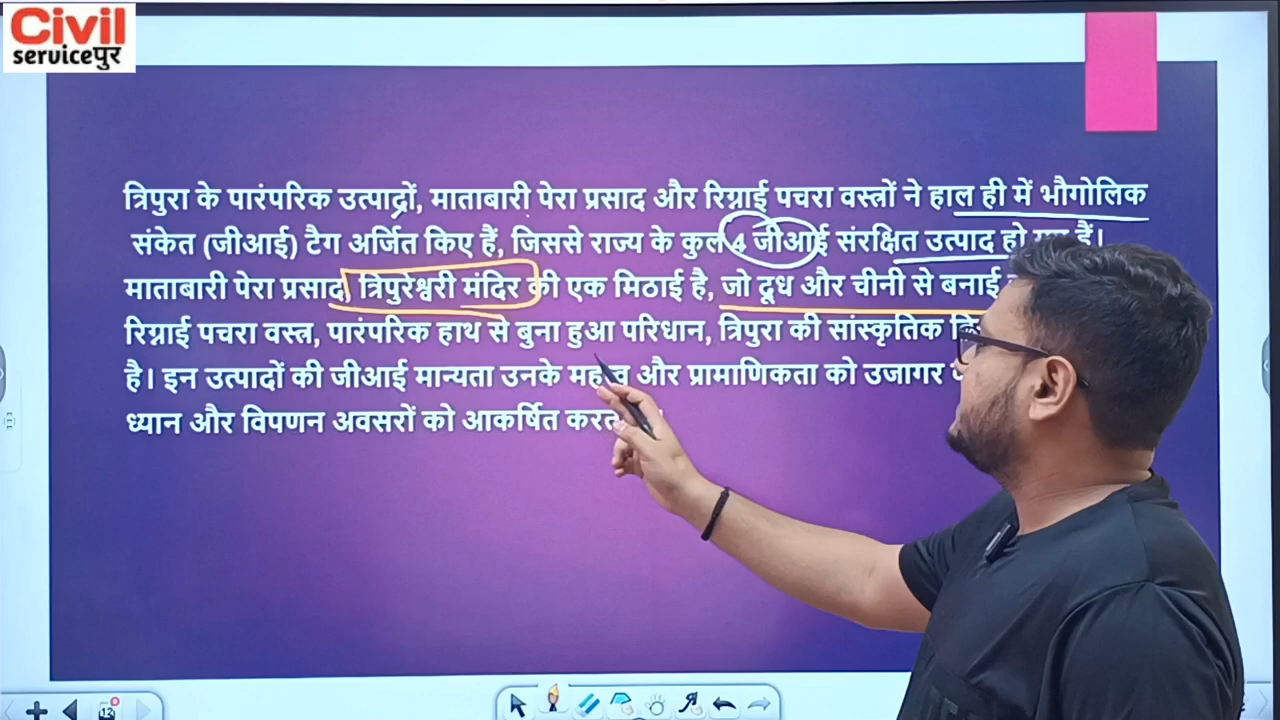 Civil
serviceपुर
त्रिपुरा के पारंपरिक उत्पाद्रों, माताबारी पेरा प्रसाद और रिग्नाई पचरा वस्त्रों ने हाल ही में भौगोलिक
संकेत (जीआई) टैग अर्जित किए हैं, जिससे राज्य के कुल 4 जीआई संरक्षित उत्पाद हो गए हैं।
माताबारी पेरा प्रसाद, त्रिपुरेश्वरी मंदिर की एक मिठाई है, जो दूध और चीनी से बनाई
रिग्नाई पचरा वस्त्र, पारंपरिक हाथ से बुना हुआ परिधान, त्रिपुरा की सांस्कृतिक
है। इन उत्पादों की जीआई मान्यता उनके महत्व और प्रामाणिकता को उजागर
ध्यान और विपणन अवसरों को आकर्षित
12